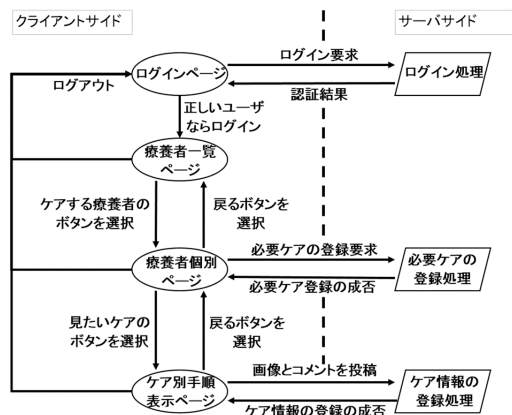 クライアントサイド
サーバサイド
ログインページ
ログイン要求
ログイン処理
認証結果
ログアウト
正しいユーザ
ならログイン
療養者一覧
ページ
ケアする療養者の
ボタンを選択
戻るボタンを
選択
療養者個別
ページ
必要ケアの登録要求
必要ケア登録の成否
必要ケアの
登録処理
見たいケアの
ボタンを選択
戻るボタンを
選択
ケア別手順
表示ページ
画像とコメントを投稿
ケア情報の登録の成否
ケア情報の
登録処理